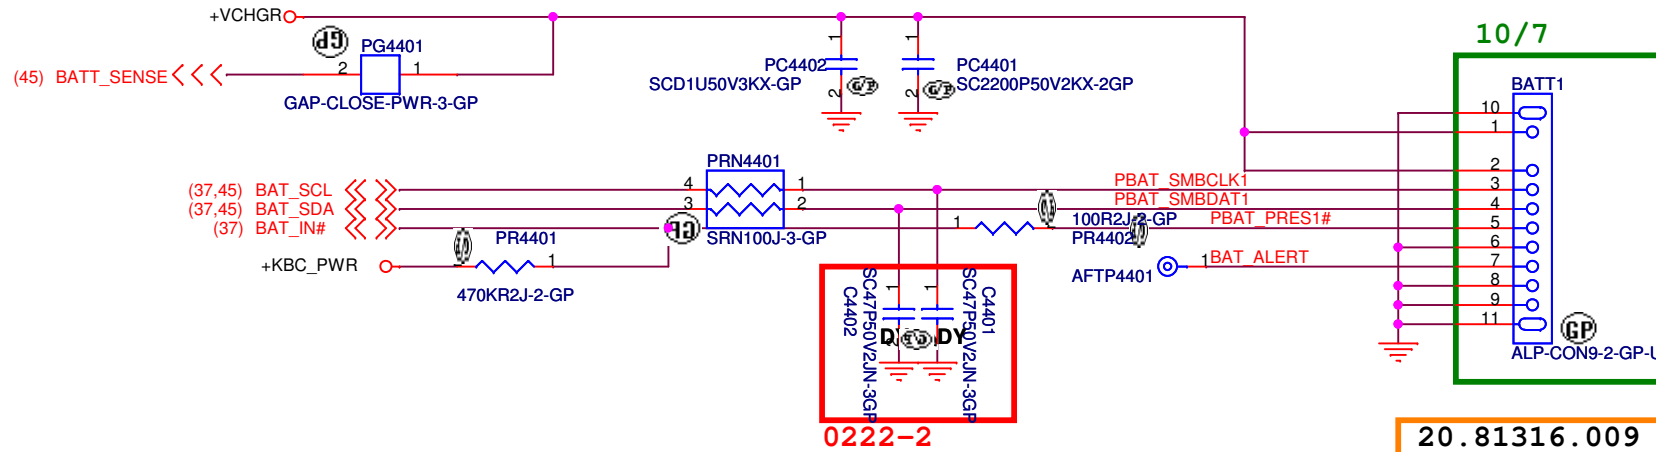 +VCHGR
GP
PG4401
(45) BATT_SENSE
2
1
GAP-CLOSE-PWR-3-GP
1
PC4402
SCD1U50V3KX-GP
2
1
PC4401
SC2200P50V2KX-2GP
2
10/7
BATT1
10
1
2
3
4
5
6
7
8
9
11
GP
PRN4401
(37,45) BAT_SCL
4
1
PBAT_SMBCLK1
(37,45) BAT_SDA
3
2
PBAT_SMBDAT1
(37) BAT_IN#
GP
SRN100J-3-GP
1
100R2J-2-GP
PR4402
PBAT_PRES1#
PR4401
+KBC_PWR
1
470KR2J-2-GP
AFTP4401
1
BAT_ALERT
SC47P50V2JN-3GP
C4402
1
1
C4401
SC47P50V2JN-3GP
DY
0222-2
20.81316.009